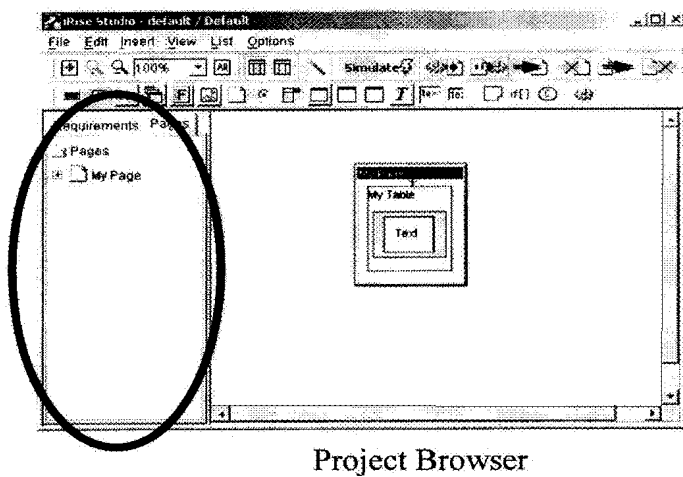 iRise Studio - default / Default
File Edit Insert View List Options
100% Simulate
Requirements Pages
Pages
My Page
My Table
Text
Project Browser